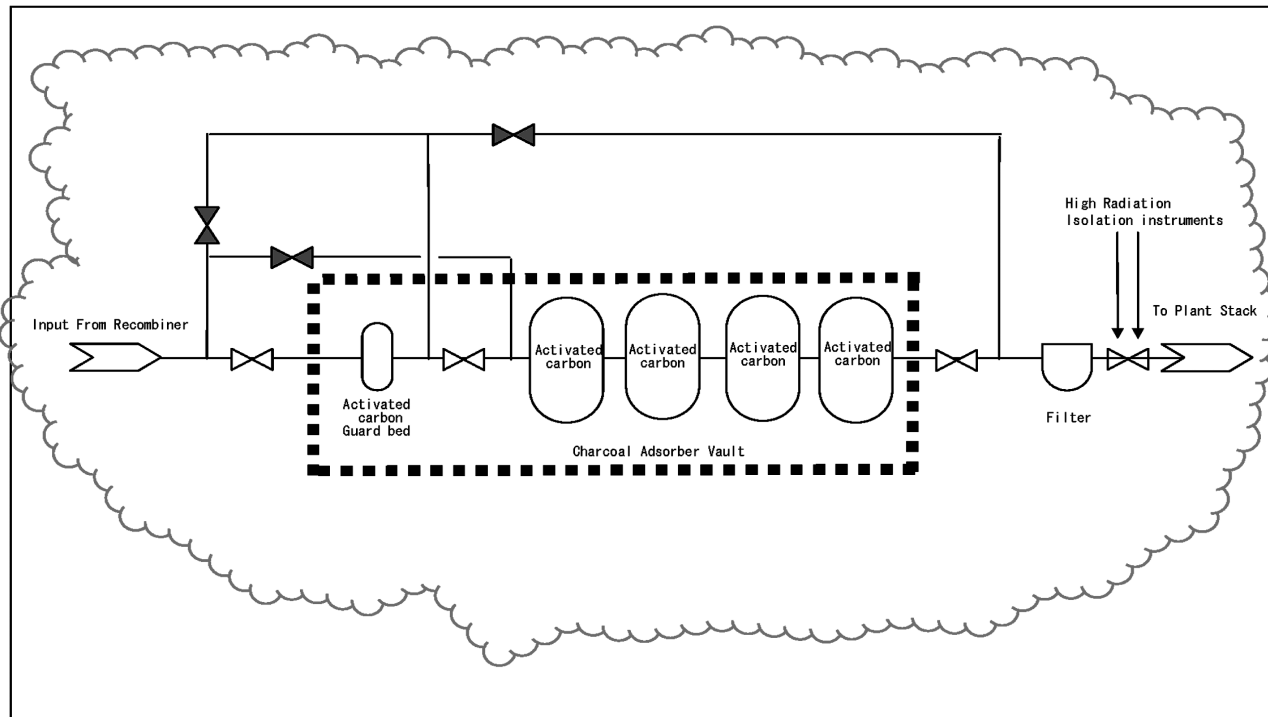 High Radiation
Isolation instruments
Input From Recombiner
To Plant Stack
Activated
carbon
Activated
carbon
Activated
carbon
Activated
carbon
Activated
carbon
Guard bed
Filter
Charcoal Adsorber Vault